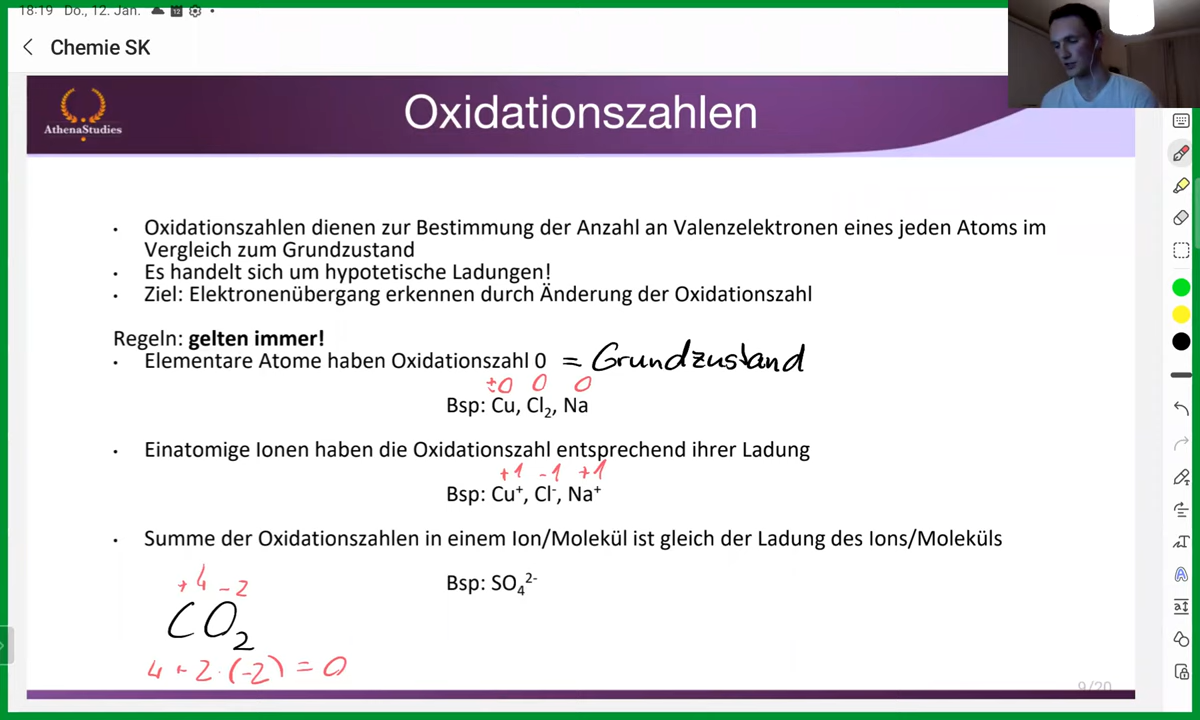 18:19 Do., 12. Jan.
Chemie SK
AthenaStudies
Oxidationszahlen
• Oxidationszahlen dienen zur Bestimmung der Anzahl an Valenzelektronen eines jeden Atoms im
Vergleich zum Grundzustand
• Es handelt sich um hypotetische Ladungen!
• Ziel: Elektronenübergang erkennen durch Änderung der Oxidationszahl
Regeln: gelten immer!
• Elementare Atome haben Oxidationszahl 0 = Grundzustand
±0 0 0
Bsp: Cu, Cl₂, Na
• Einatomige Ionen haben die Oxidationszahl entsprechend ihrer Ladung
+1 -1 +1
Bsp: Cu⁺, Cl⁻, Na⁺
• Summe der Oxidationszahlen in einem Ion/Molekül ist gleich der Ladung des Ions/Moleküls
Bsp: SO₄²⁻
+4 -2
CO₂
4 + 2·(-2) = 0
9/20